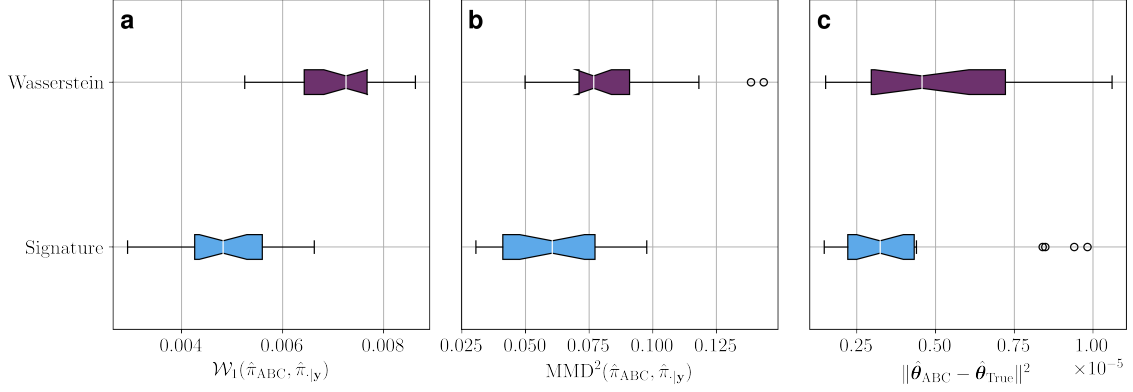 a
b
c
Wasserstein
Signature
0.004 0.006 0.008
0.025 0.050 0.075 0.100 0.125
0.25 0.50 0.75 1.00
×10⁻⁵
𝒲₁(π̂_ABC, π̂_·|𝐲)
MMD²(π̂_ABC, π̂_·|𝐲)
‖𝛉̂_ABC − 𝛉̂_True‖²